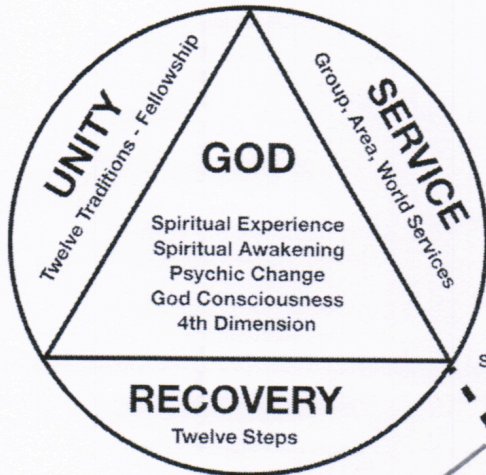 UNITY
Twelve Traditions - Fellowship
SERVICE
Group, Area, World Services
GOD
Spiritual Experience
Spiritual Awakening
Psychic Change
God Consciousness
4th Dimension
RECOVERY
Twelve Steps
S